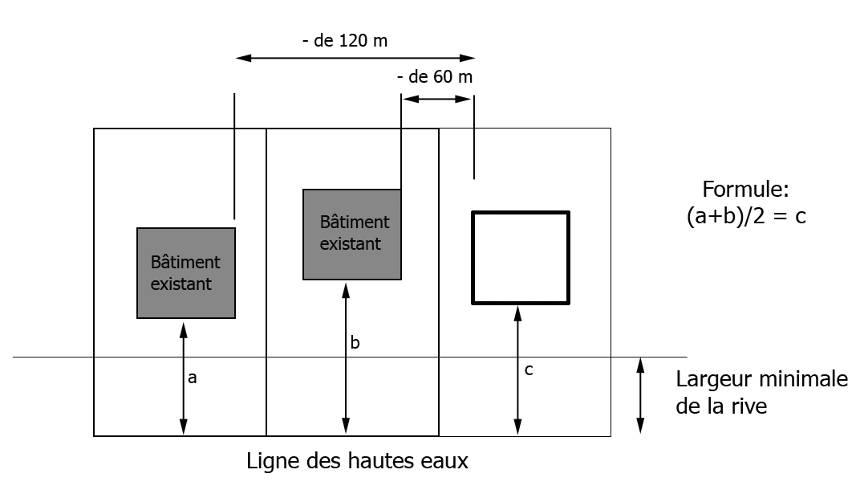 - de 120 m
- de 60 m
Formule:
(a+b)/2 = c
Bâtiment
existant
Bâtiment
existant
a
b
c
Largeur minimale
de la rive
Ligne des hautes eaux